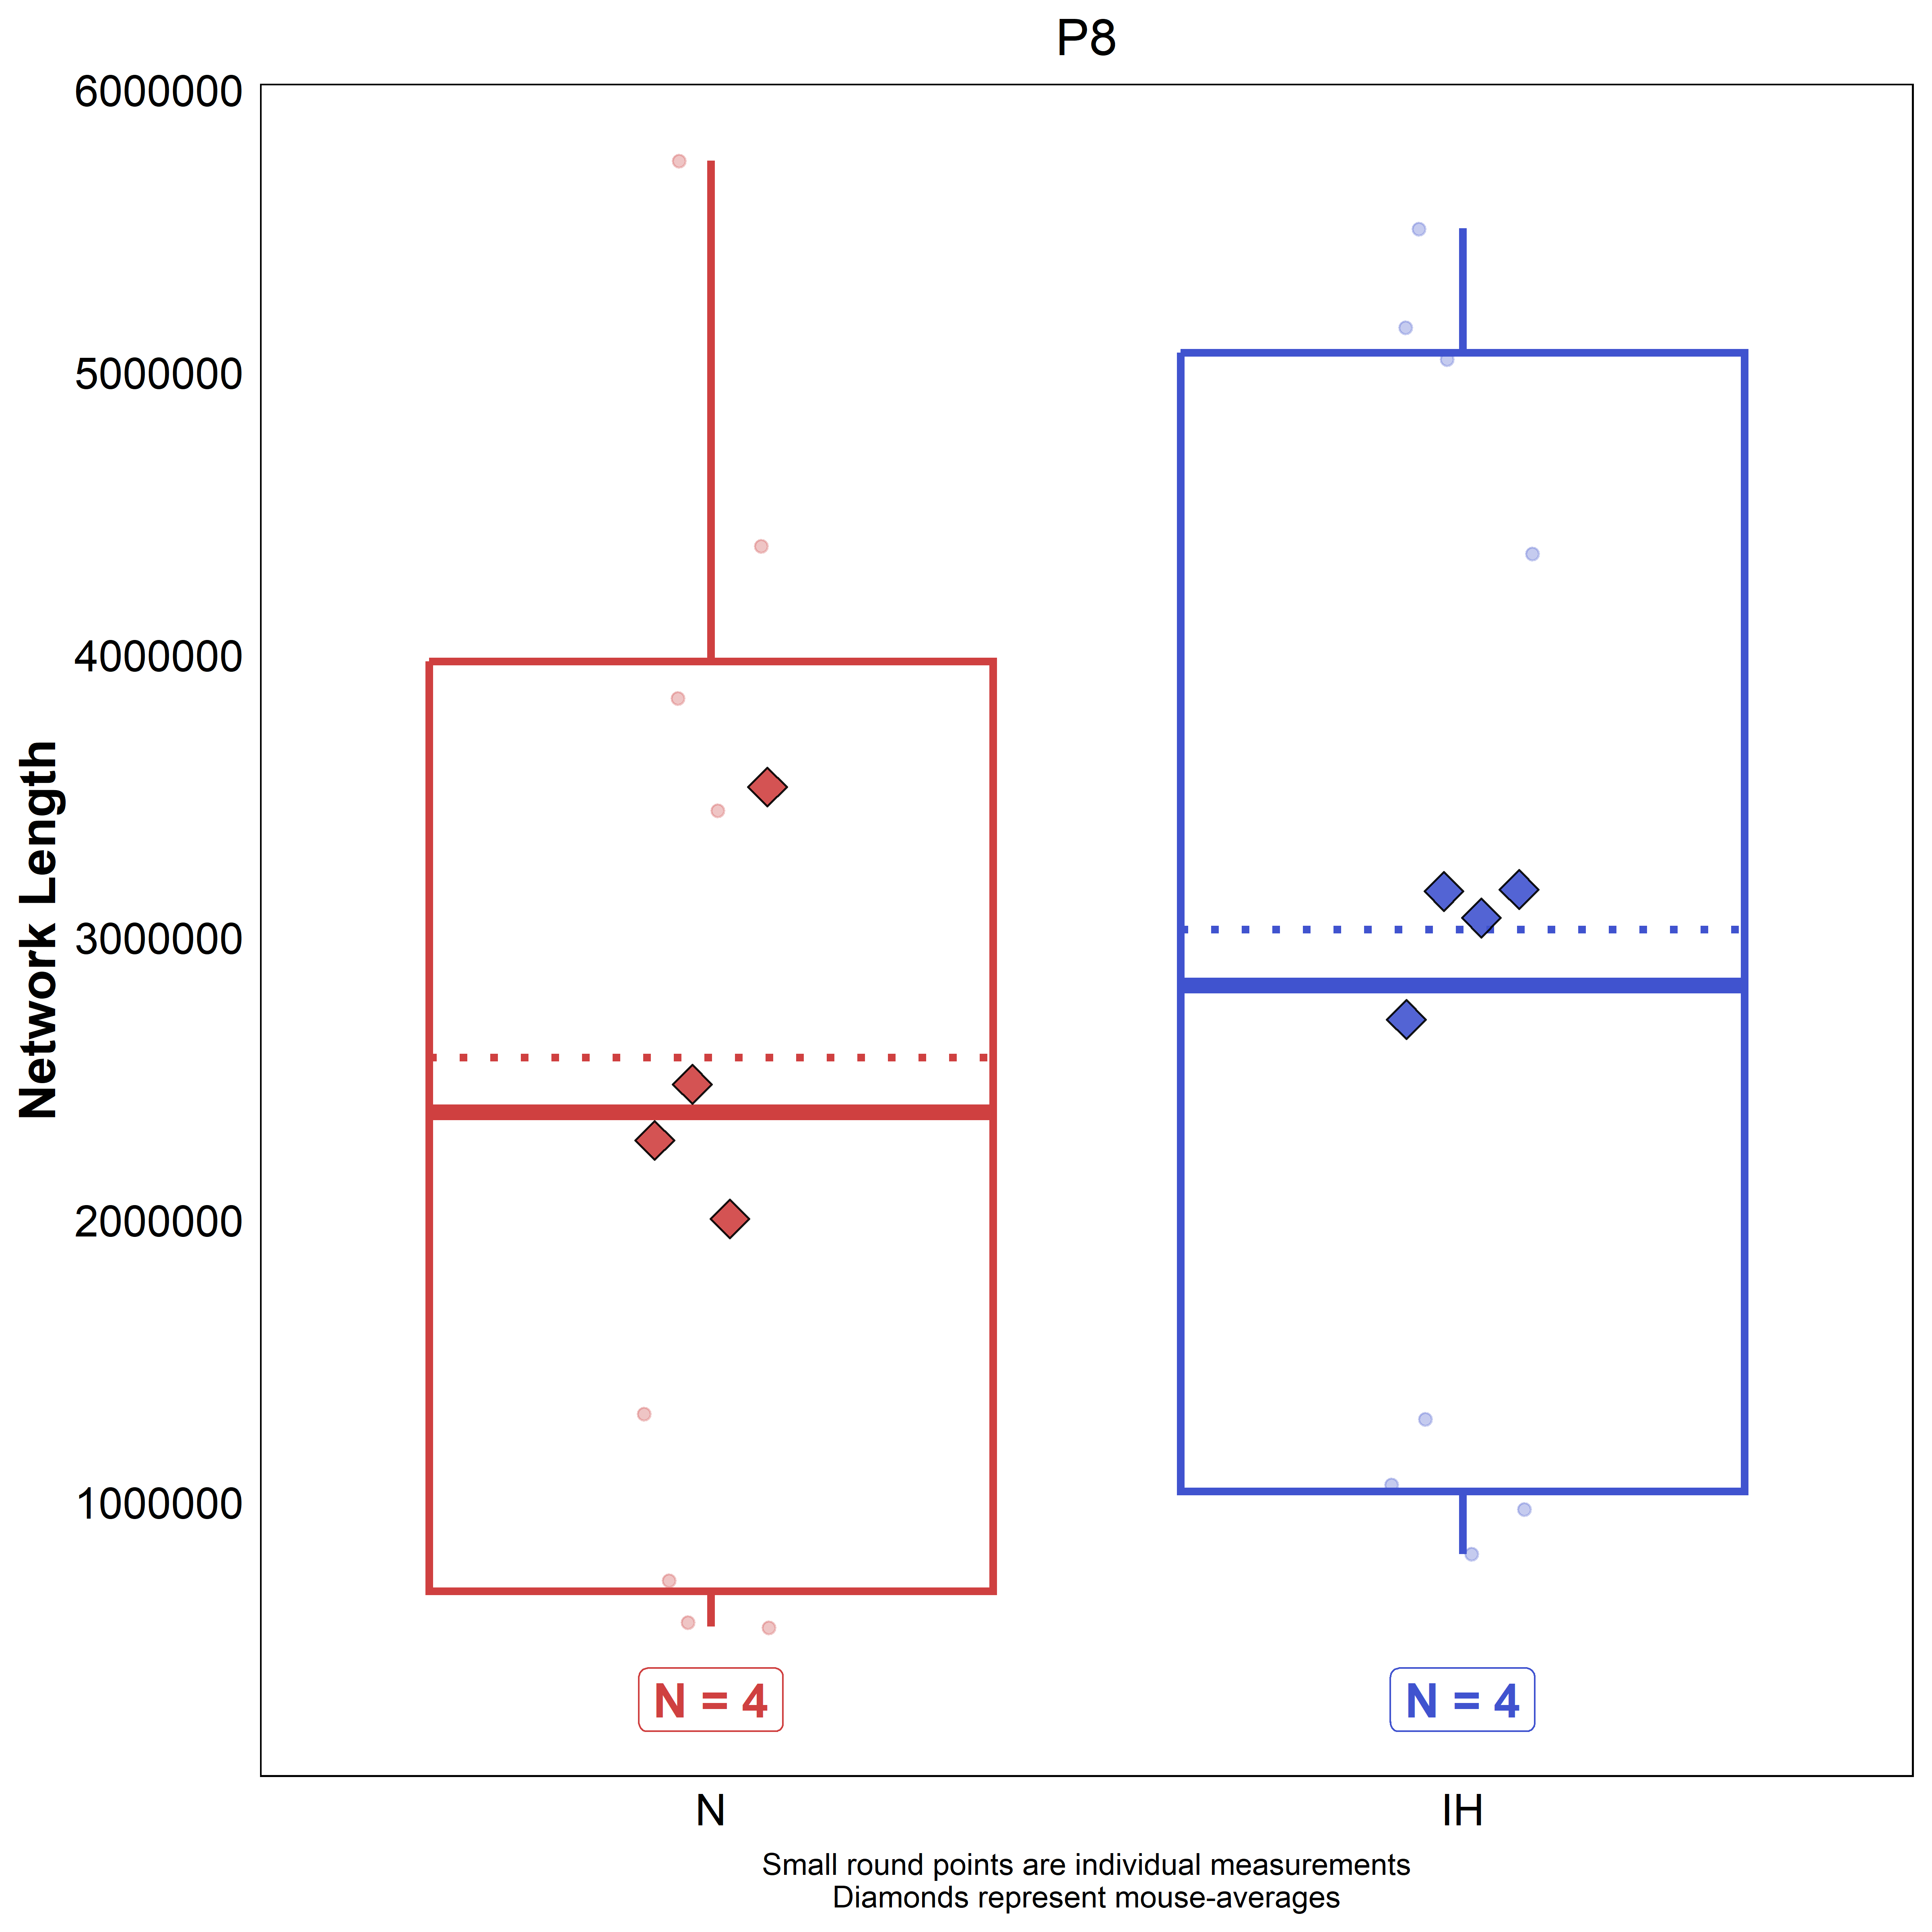 P8
6000000
5000000
4000000
3000000
2000000
1000000
Network Length
N = 4
N = 4
N
IH
Small round points are individual measurements
Diamonds represent mouse-averages